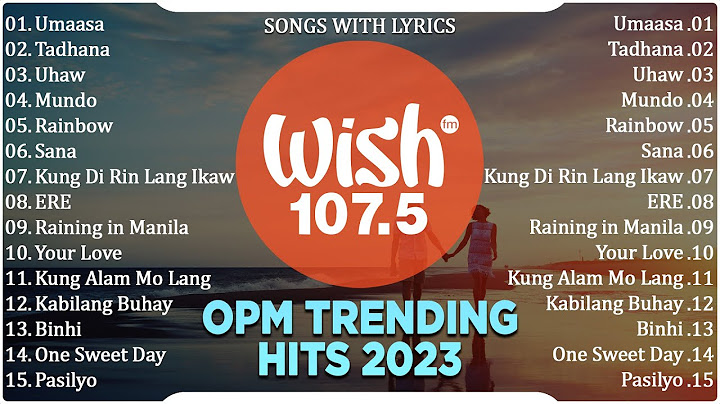 SONGS WITH LYRICS
01. Umaasa
02. Tadhana
03. Uhaw
04. Mundo
05. Rainbow
06. Sana
07. Kung Di Rin Lang Ikaw
08. ERE
09. Raining in Manila
10. Your Love
11. Kung Alam Mo Lang
12. Kabilang Buhay
13. Binhi
14. One Sweet Day
15. Pasilyo
wish fm
107.5
OPM TRENDING
HITS 2023
Umaasa .01
Tadhana .02
Uhaw .03
Mundo .04
Rainbow .05
Sana .06
Kung Di Rin Lang Ikaw .07
ERE .08
Raining in Manila .09
Your Love .10
Kung Alam Mo Lang .11
Kabilang Buhay .12
Binhi .13
One Sweet Day .14
Pasilyo .15